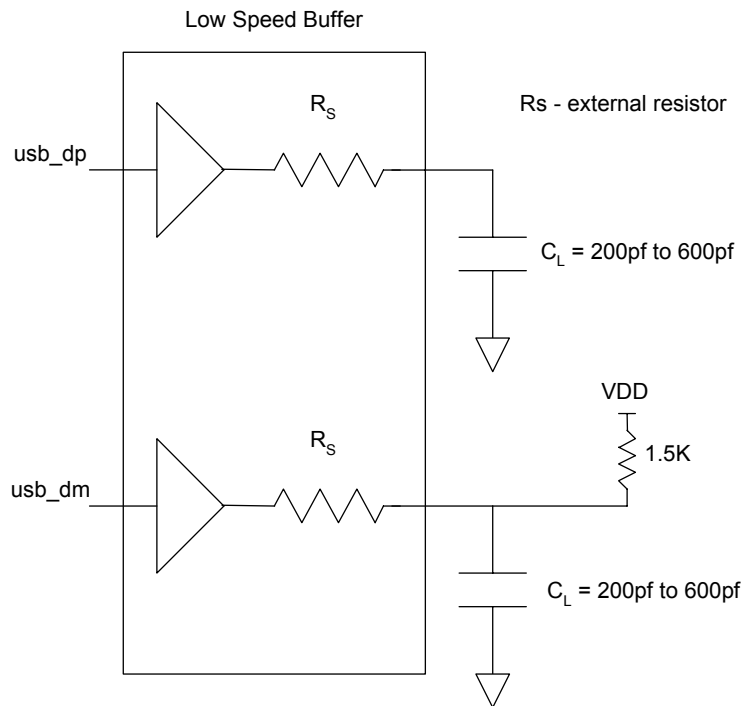 Low Speed Buffer
R_S
Rs - external resistor
usb_dp
C_L = 200pf to 600pf
VDD
R_S
1.5K
usb_dm
C_L = 200pf to 600pf